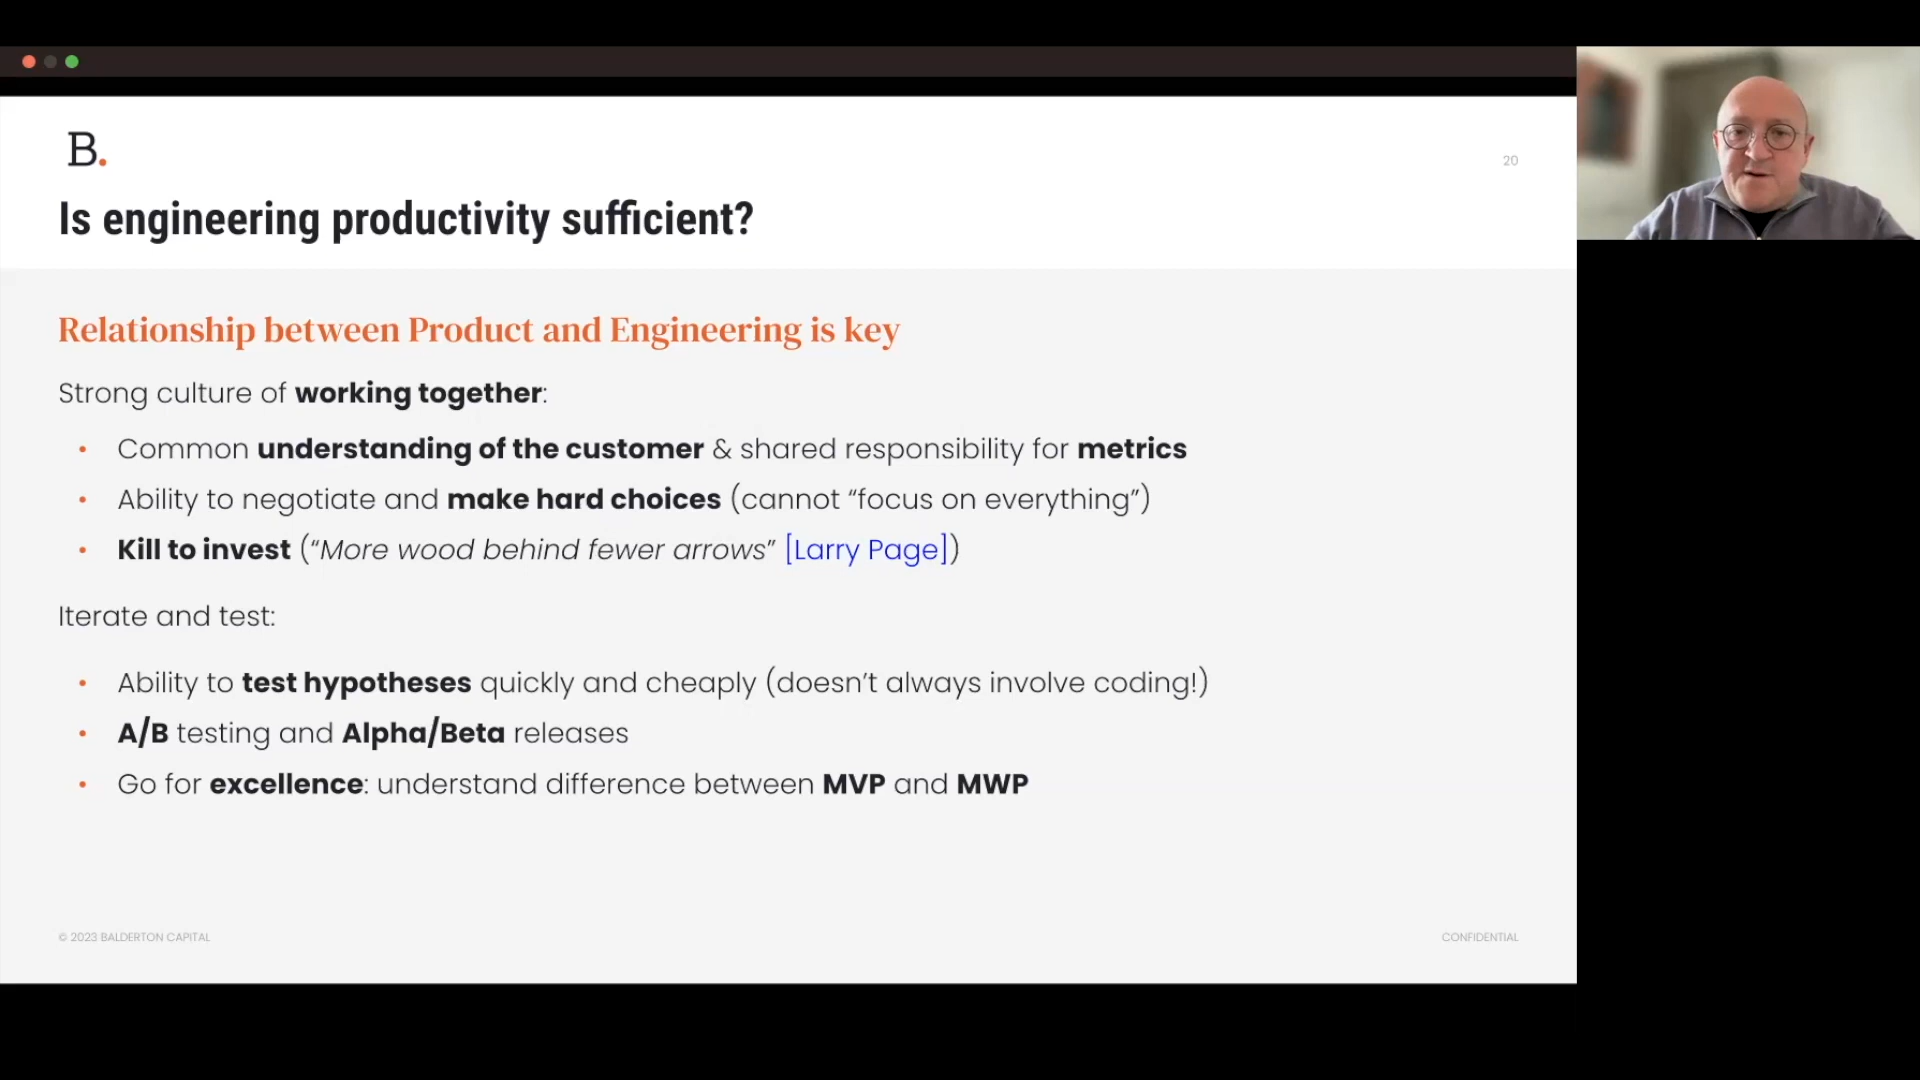 B.
20
Is engineering productivity sufficient?
Relationship between Product and Engineering is key
Strong culture of working together:
• Common understanding of the customer & shared responsibility for metrics
• Ability to negotiate and make hard choices (cannot “focus on everything”)
• Kill to invest (“More wood behind fewer arrows” [Larry Page])
Iterate and test:
• Ability to test hypotheses quickly and cheaply (doesn’t always involve coding!)
• A/B testing and Alpha/Beta releases
• Go for excellence: understand difference between MVP and MWP
© 2023 BALDERTON CAPITAL
CONFIDENTIAL